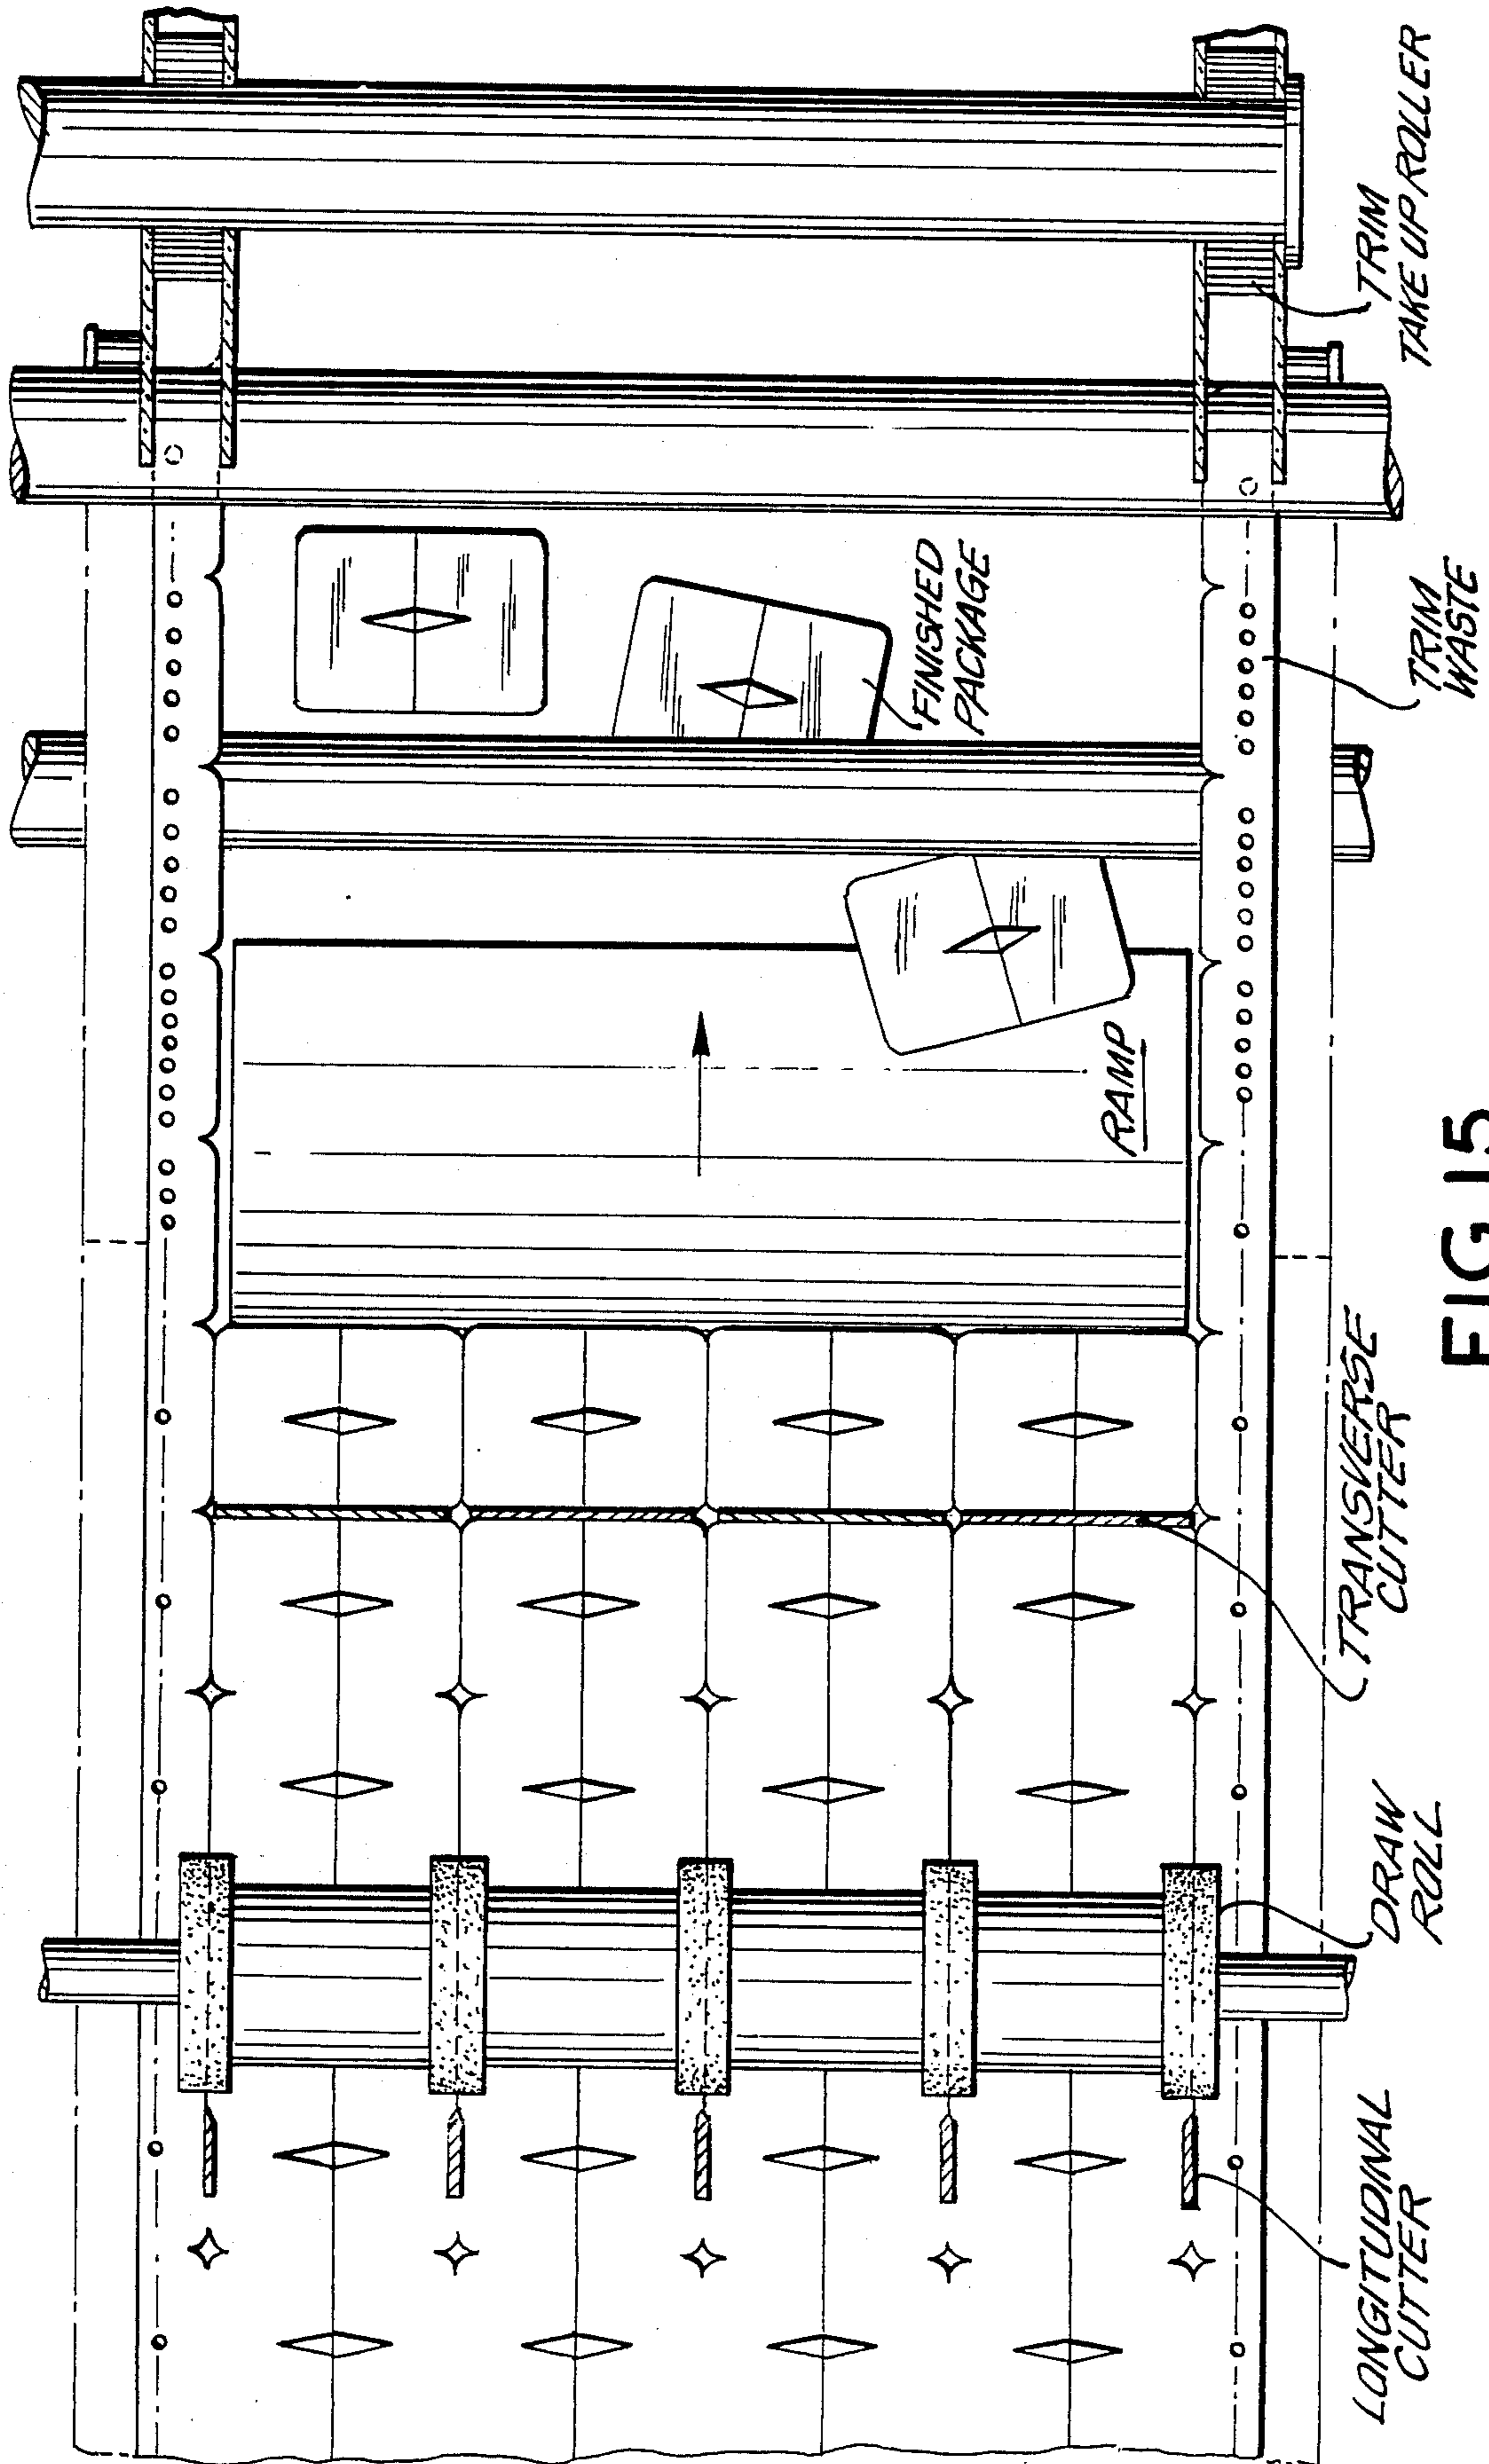 LONGITUDINAL
CUTTER
DRAW
ROLL
TRANSVERSE
CUTTER
RAMP
FINISHED
PACKAGE
TRIM
WASTE
TRIM
TAKE UP ROLLER
FIG. 15